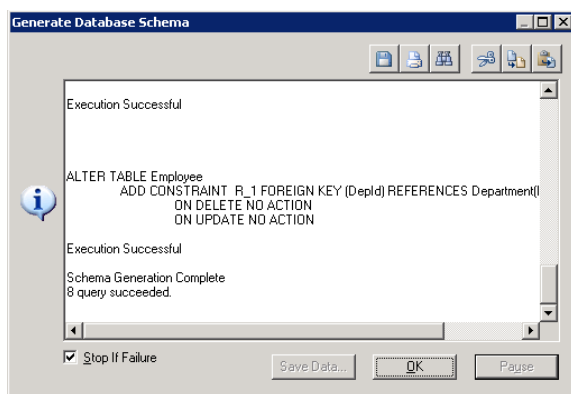 Generate Database Schema
Execution Successful
ALTER TABLE Employee
ADD CONSTRAINT R_1 FOREIGN KEY (DepId) REFERENCES Department(
ON DELETE NO ACTION
ON UPDATE NO ACTION
Execution Successful
Schema Generation Complete
8 query succeeded.
Stop If Failure
Save Data...
OK
Pause